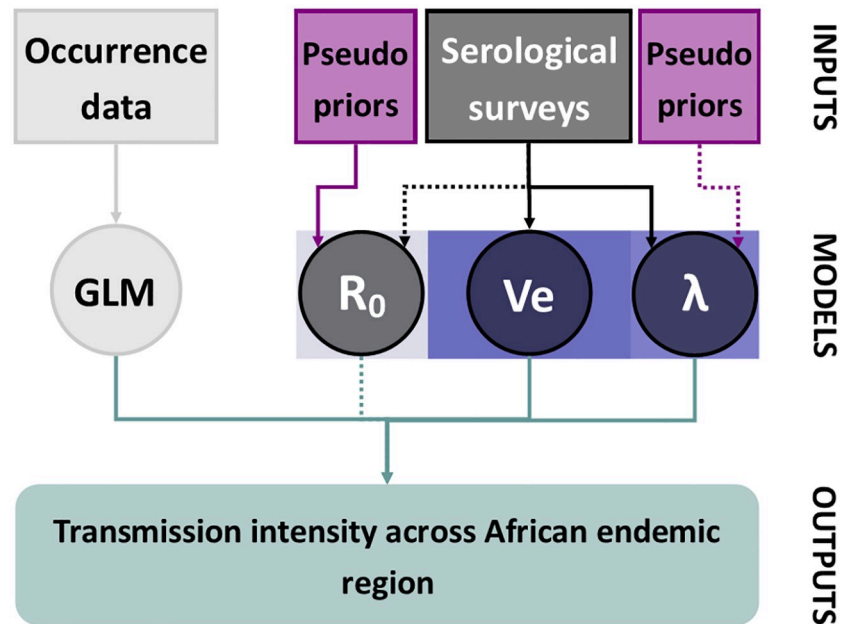 Occurrence
data
Pseudo
priors
Serological
surveys
Pseudo
priors
INPUTS
GLM
R₀
Ve
λ
MODELS
Transmission intensity across African endemic
region
OUTPUTS